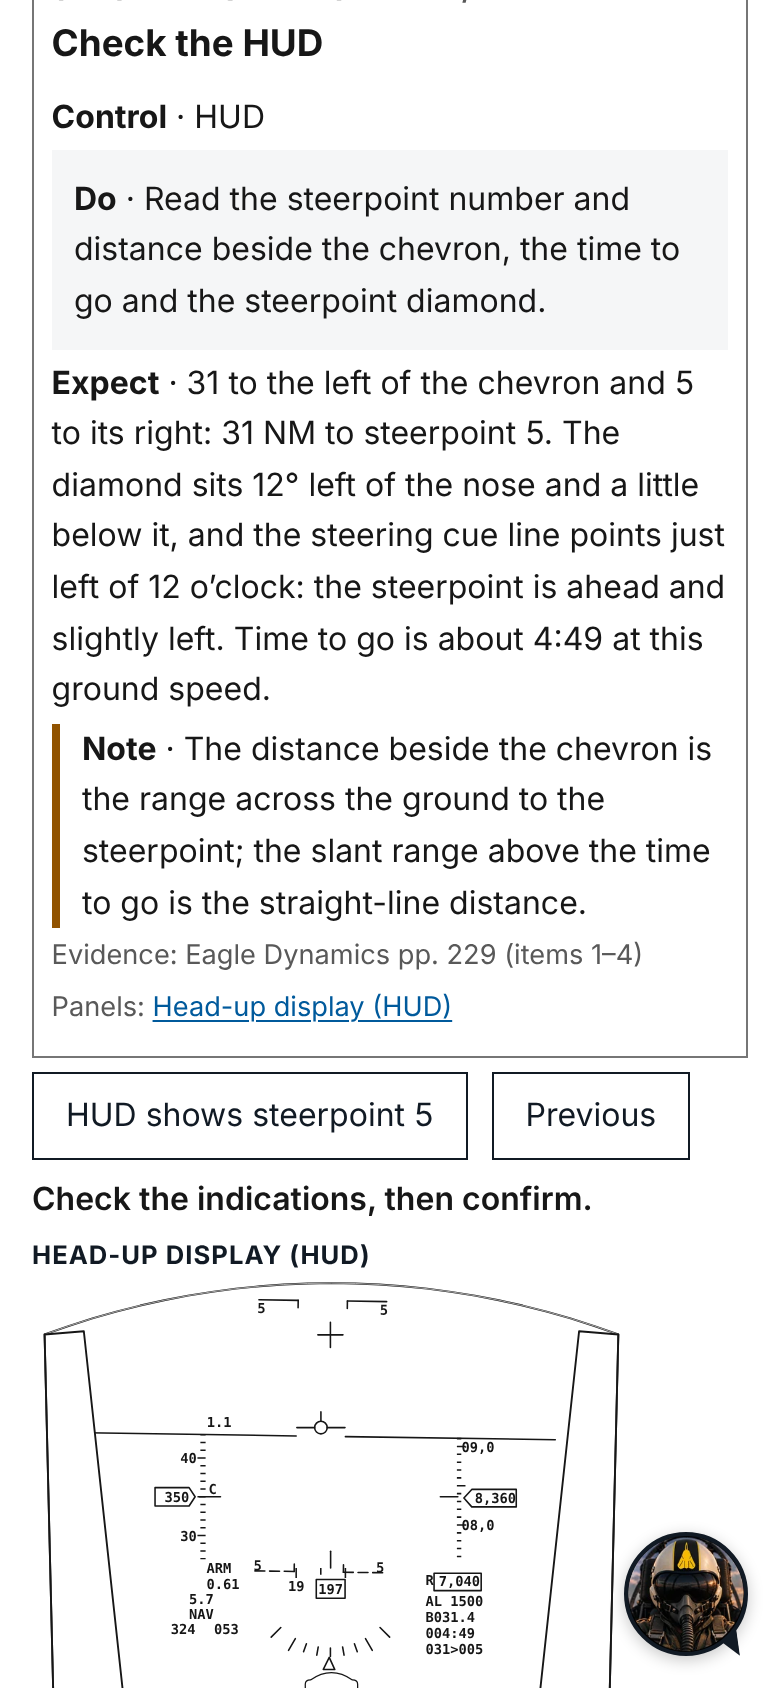 Check the HUD
Control · HUD
Do · Read the steerpoint number and
distance beside the chevron, the time to
go and the steerpoint diamond.
Expect · 31 to the left of the chevron and 5
to its right: 31 NM to steerpoint 5. The
diamond sits 12° left of the nose and a little
below it, and the steering cue line points just
left of 12 o’clock: the steerpoint is ahead and
slightly left. Time to go is about 4:49 at this
ground speed.
Note · The distance beside the chevron is
the range across the ground to the
steerpoint; the slant range above the time
to go is the straight-line distance.
Evidence: Eagle Dynamics pp. 229 (items 1–4)
Panels: Head-up display (HUD)
HUD shows steerpoint 5
Previous
Check the indications, then confirm.
HEAD-UP DISPLAY (HUD)
5 5
1.1
40
09,0
350 C
8,360
30
08,0
ARM
0.61
5.7
NAV
324 053
5 5
19 197
R 7,040
AL 1500
B031.4
004:49
031>005